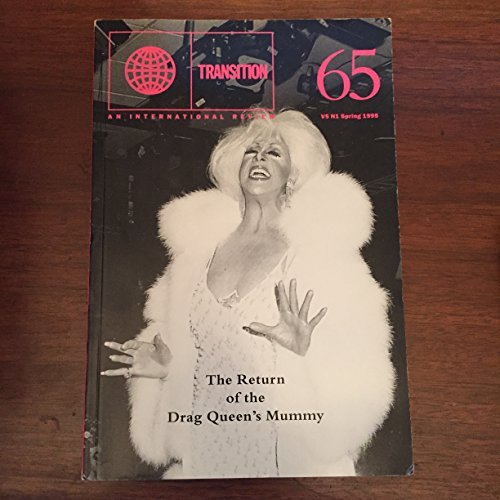 TRANSITION
65
AN INTERNATIONAL REVIEW
V5 N1 Spring 1995
The Return
of the
Drag Queen's Mummy